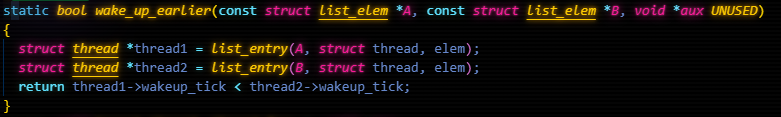 static bool wake_up_earlier(const struct list_elem *A, const struct list_elem *B, void *aux UNUSED)
{
  struct thread *thread1 = list_entry(A, struct thread, elem);
  struct thread *thread2 = list_entry(B, struct thread, elem);
  return thread1->wakeup_tick < thread2->wakeup_tick;
}